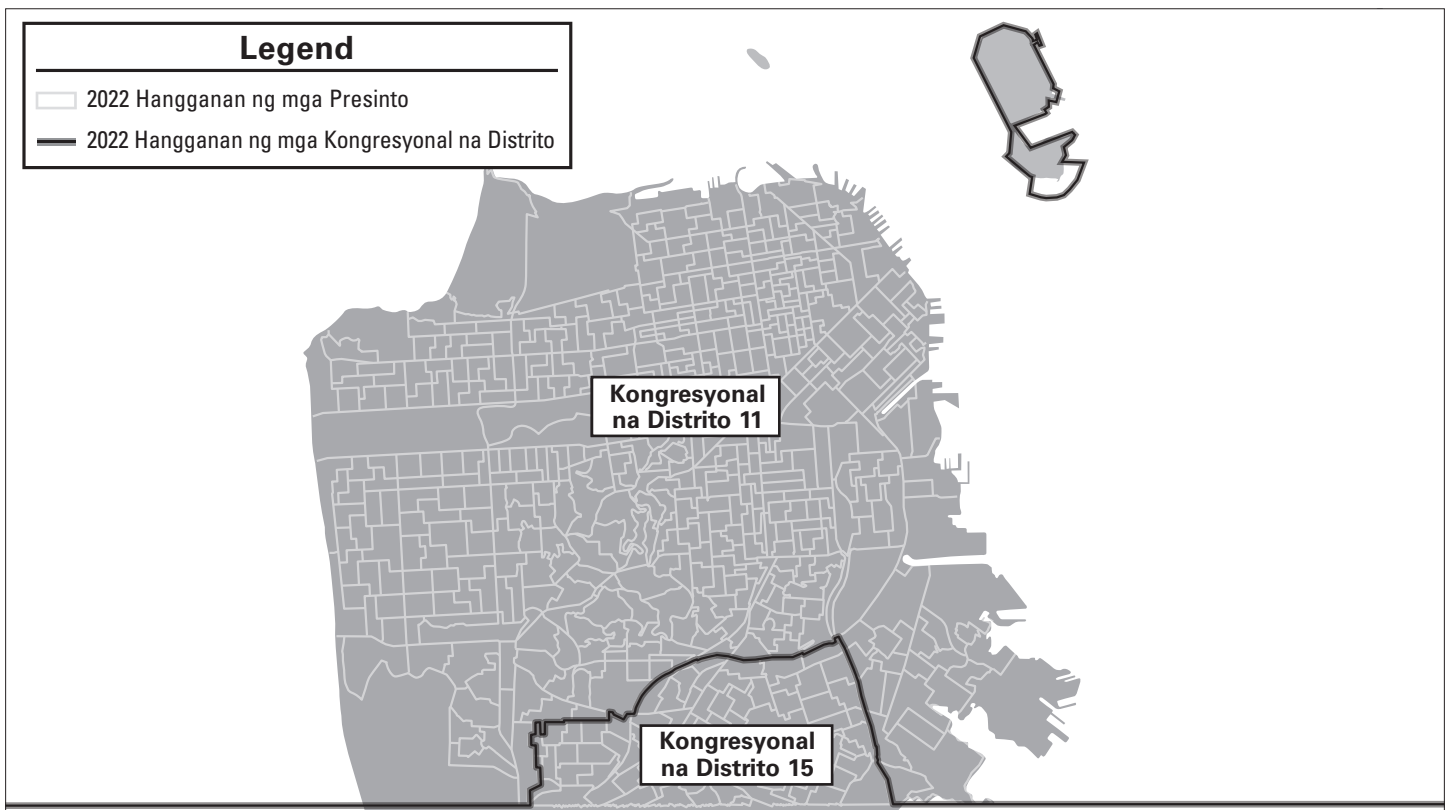 Legend
2022 Hangganan ng mga Presinto
2022 Hangganan ng mga Kongresyonal na Distrito
Kongresyonal
na Distrito 11
Kongresyonal
na Distrito 15